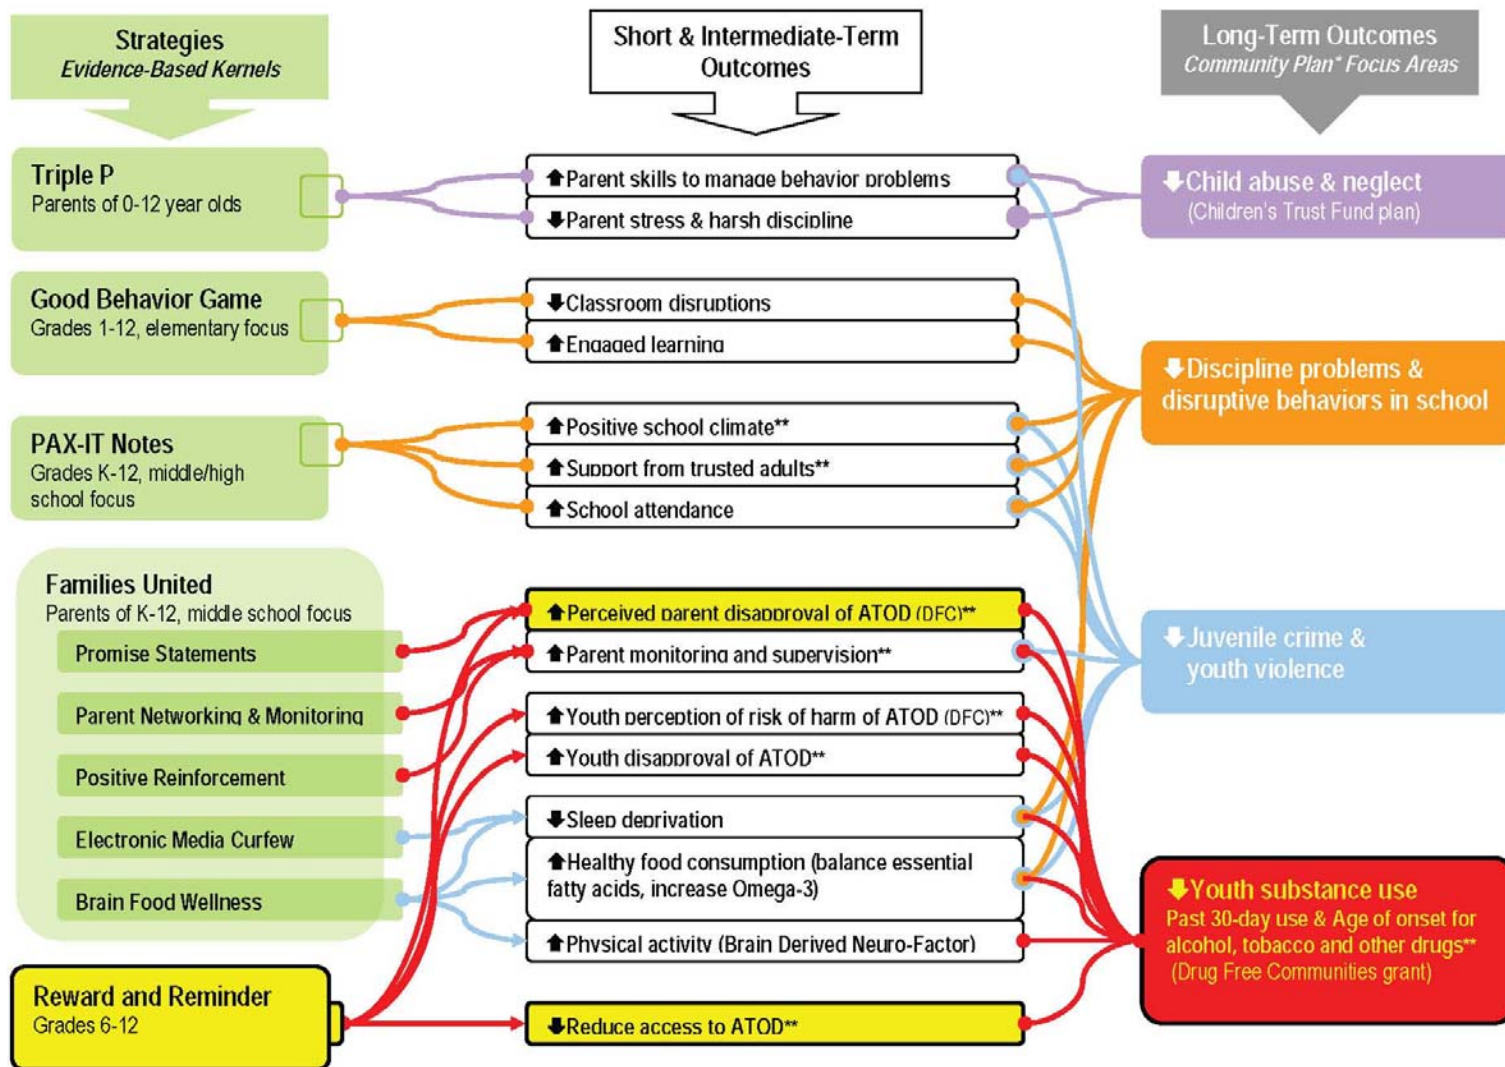 Strategies
Evidence-Based Kernels
Short & Intermediate-Term
Outcomes
Long-Term Outcomes
Community Plan* Focus Areas
Triple P
Parents of 0-12 year olds
Good Behavior Game
Grades 1-12, elementary focus
PAX-IT Notes
Grades K-12, middle/high
school focus
Families United
Parents of K-12, middle school focus
Promise Statements
Parent Networking & Monitoring
Positive Reinforcement
Electronic Media Curfew
Brain Food Wellness
Reward and Reminder
Grades 6-12
⬆Parent skills to manage behavior problems
⬇Parent stress & harsh discipline
⬇Classroom disruptions
⬆Engaged learning
⬆Positive school climate**
⬆Support from trusted adults**
⬆School attendance
⬆Perceived parent disapproval of ATOD (DFC)**
⬆Parent monitoring and supervision**
⬆Youth perception of risk of harm of ATOD (DFC)**
⬆Youth disapproval of ATOD**
⬇Sleep deprivation
⬆Healthy food consumption (balance essential
fatty acids, increase Omega-3)
⬆Physical activity (Brain Derived Neuro-Factor)
⬇Reduce access to ATOD**
⬇Child abuse & neglect
(Children's Trust Fund plan)
⬇Discipline problems &
disruptive behaviors in school
⬇Juvenile crime &
youth violence
⬇Youth substance use
Past 30-day use & Age of onset for
alcohol, tobacco and other drugs**
(Drug Free Communities grant)